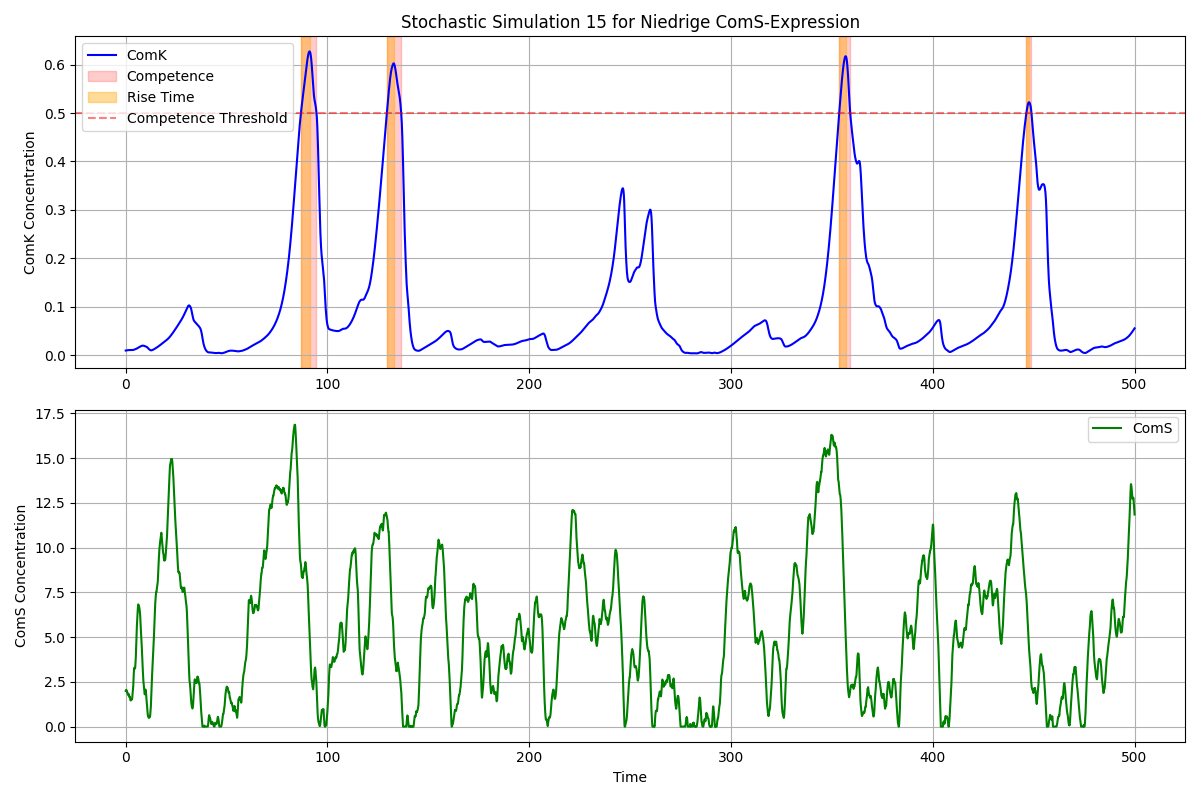 Stochastic Simulation 15 for Niedrige ComS-Expression
ComK Concentration
0.6
0.5
0.4
0.3
0.2
0.1
0.0
ComK
Competence
Rise Time
Competence Threshold
0 100 200 300 400 500
ComS Concentration
17.5
15.0
12.5
10.0
7.5
5.0
2.5
0.0
ComS
0 100 200 300 400 500
Time